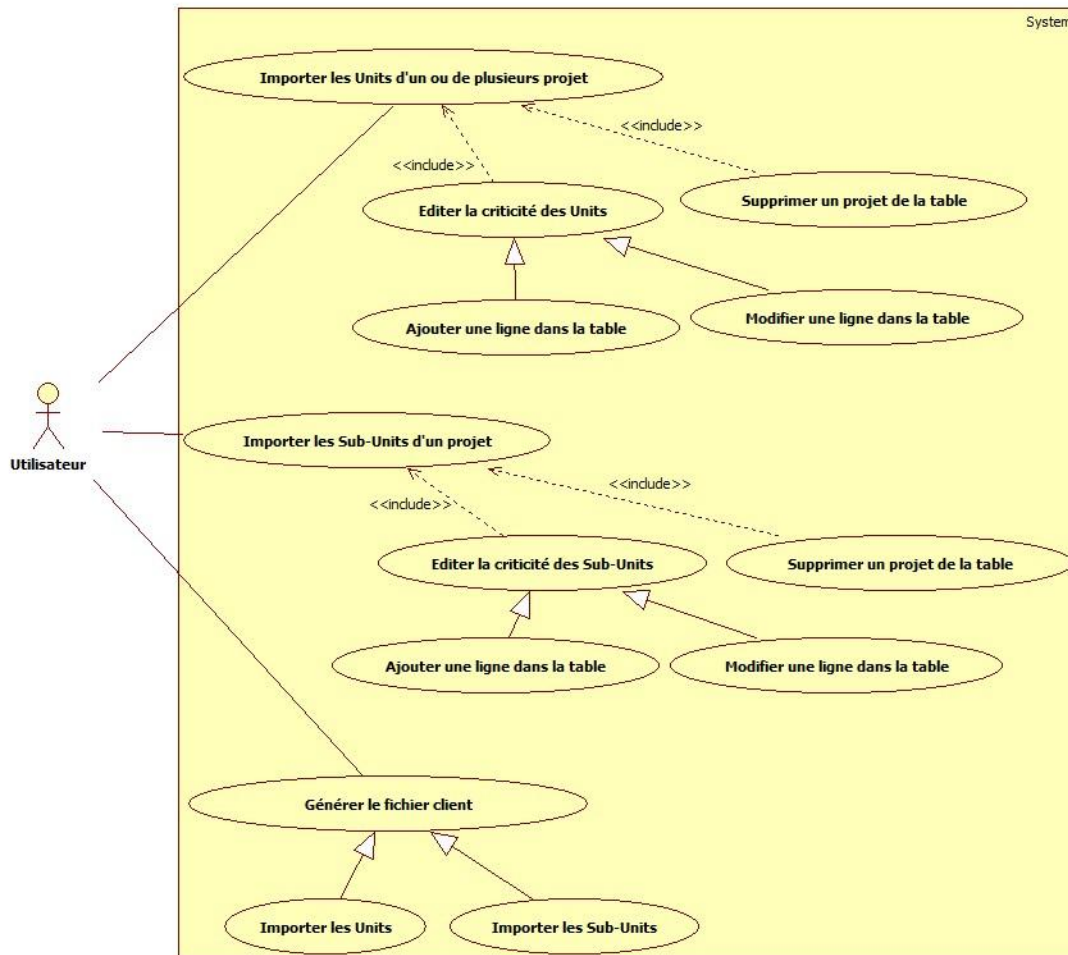 System
Importer les Units d'un ou de plusieurs projet
<<include>>
<<include>>
Editer la criticité des Units
Supprimer un projet de la table
Ajouter une ligne dans la table
Modifier une ligne dans la table
Utilisateur
Importer les Sub-Units d'un projet
<<include>>
<<include>>
Editer la criticité des Sub-Units
Supprimer un projet de la table
Ajouter une ligne dans la table
Modifier une ligne dans la table
Générer le fichier client
Importer les Units
Importer les Sub-Units